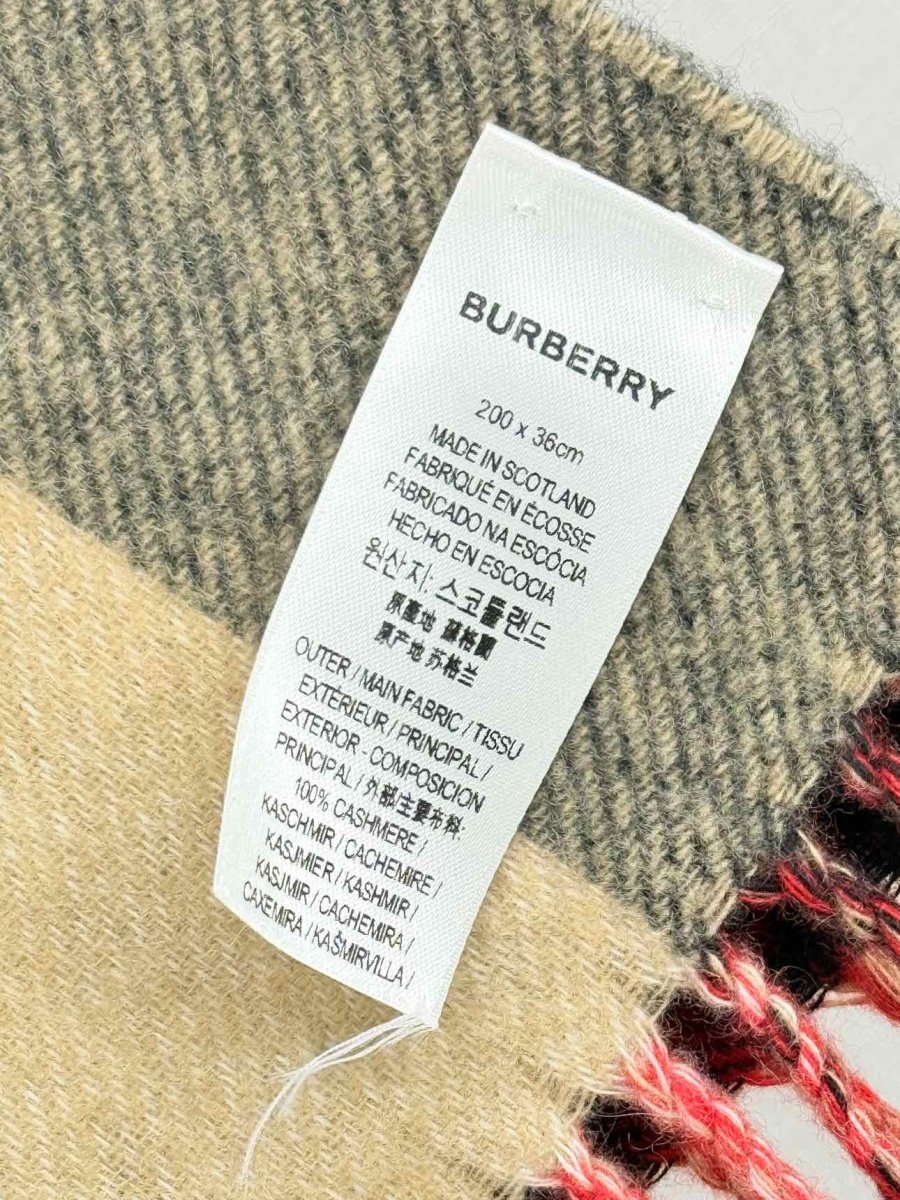 BURBERRY
200 x 36cm
MADE IN SCOTLAND
FABRIQUÉ EN ÉCOSSE
FABRICADO NA ESCÓCIA
HECHO EN ESCOCIA
원산지: 스코틀랜드
原產地 蘇格蘭
原产地 苏格兰
OUTER / MAIN FABRIC / TISSU
EXTÉRIEUR / PRINCIPAL /
EXTERIOR - COMPOSICION
PRINCIPAL / 外部主要布料:
100% CASHMERE /
KASCHMIR / CACHEMIRE /
KASJMIER / KASHMIR /
KASJMIR / CACHEMIRA /
CAXEMIRA / KAŠMIRVILLA /